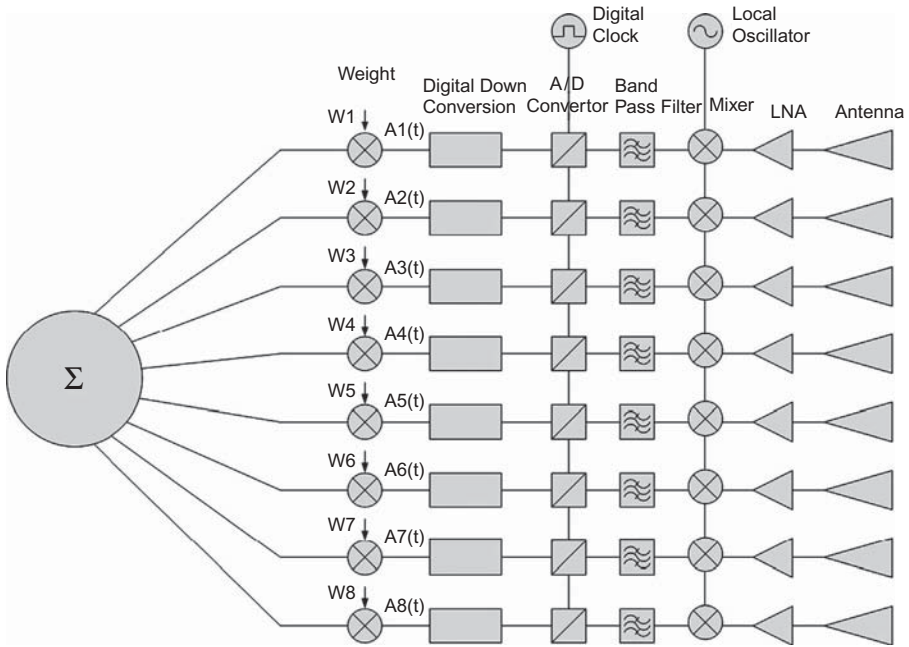 Digital
Clock
Local
Oscillator
Weight
Digital Down
Conversion
A/D
Convertor
Band
Pass Filter
Mixer
LNA
Antenna
W1
A1(t)
W2
A2(t)
W3
A3(t)
W4
A4(t)
W5
A5(t)
W6
A6(t)
W7
A7(t)
W8
A8(t)
Σ